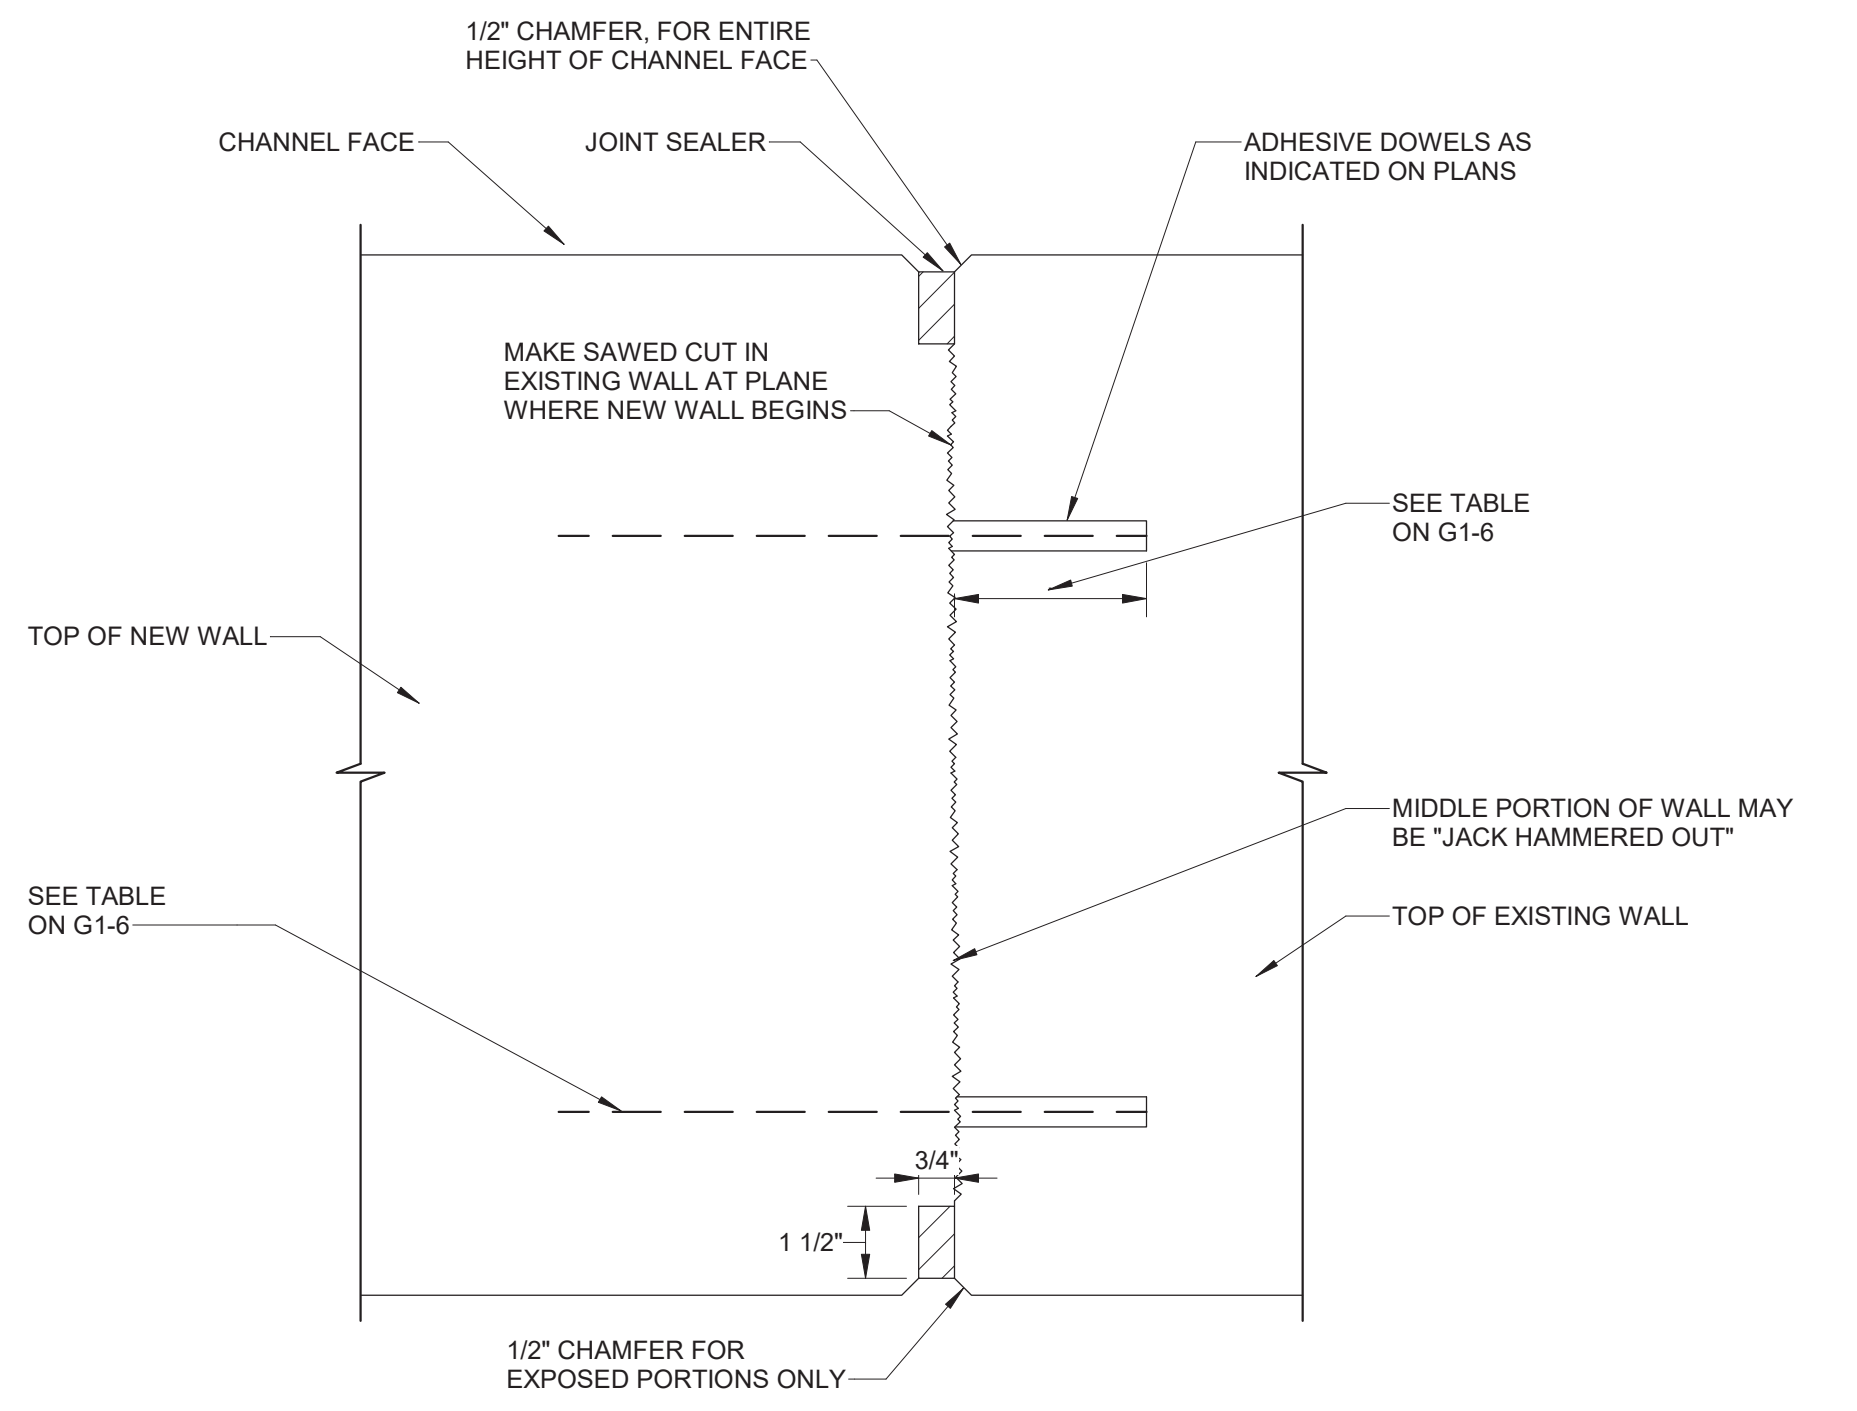 1/2" CHAMFER, FOR ENTIRE
HEIGHT OF CHANNEL FACE
CHANNEL FACE
JOINT SEALER
ADHESIVE DOWELS AS
INDICATED ON PLANS
MAKE SAWED CUT IN
EXISTING WALL AT PLANE
WHERE NEW WALL BEGINS
SEE TABLE
ON G1-6
TOP OF NEW WALL
MIDDLE PORTION OF WALL MAY
BE "JACK HAMMERED OUT"
SEE TABLE
ON G1-6
TOP OF EXISTING WALL
3/4"
1 1/2"
1/2" CHAMFER FOR
EXPOSED PORTIONS ONLY